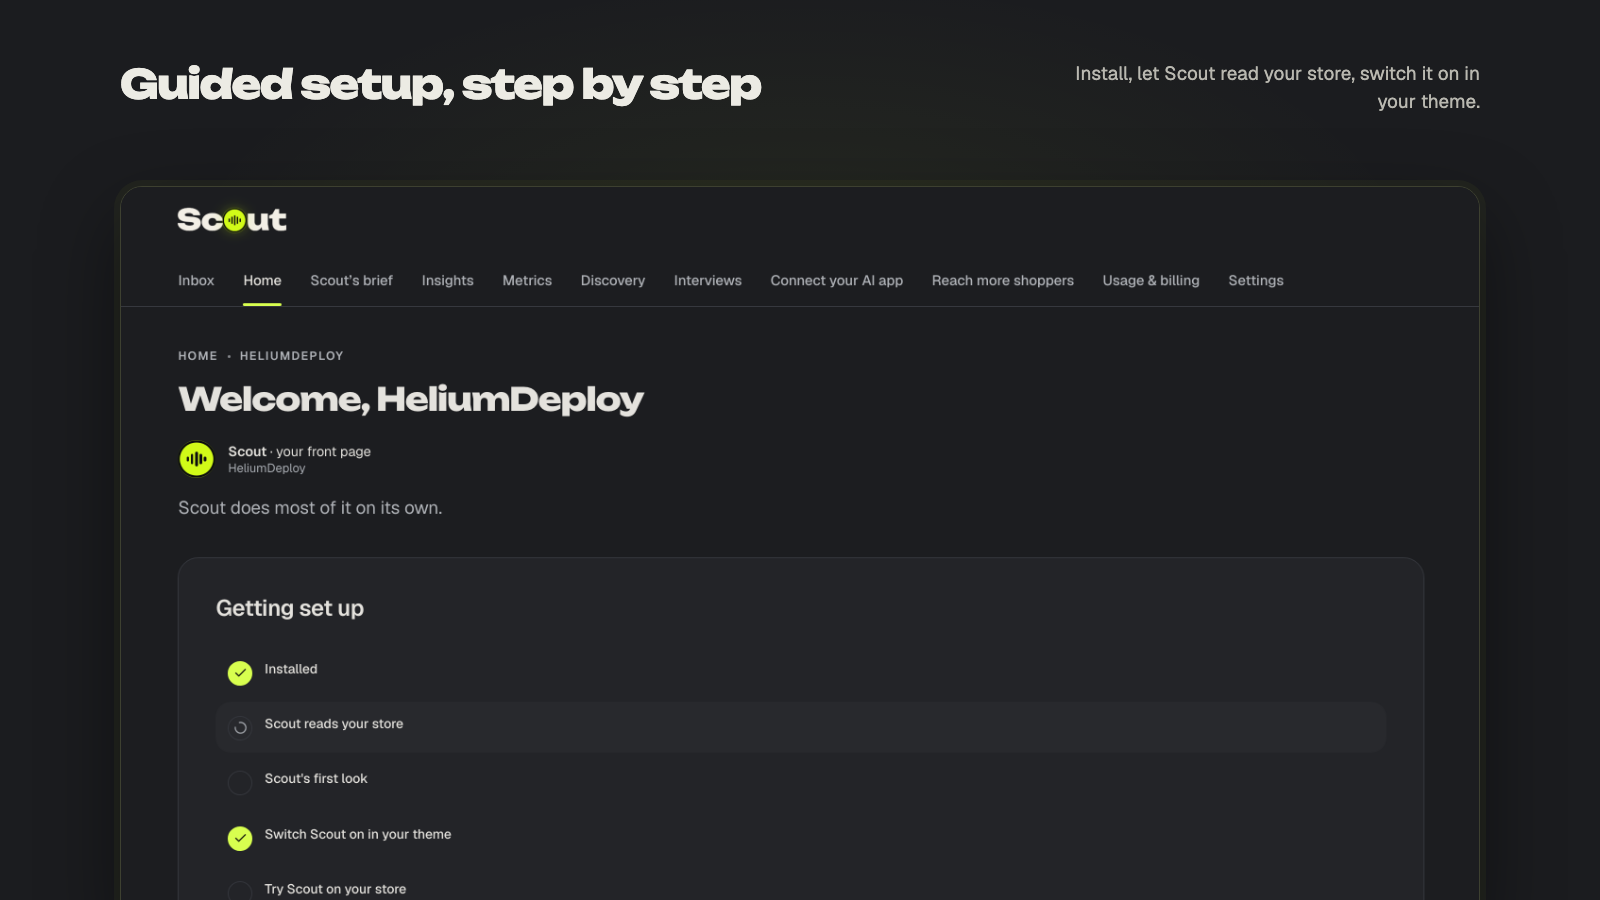 Guided setup, step by step
Install, let Scout read your store, switch it on in
your theme.
Scout
Inbox Home Scout's brief Insights Metrics Discovery Interviews Connect your AI app Reach more shoppers Usage & billing Settings
HOME · HELIUMDEPLOY
Welcome, HeliumDeploy
Scout · your front page
HeliumDeploy
Scout does most of it on its own.
Getting set up
Installed
Scout reads your store
Scout's first look
Switch Scout on in your theme
Try Scout on your store